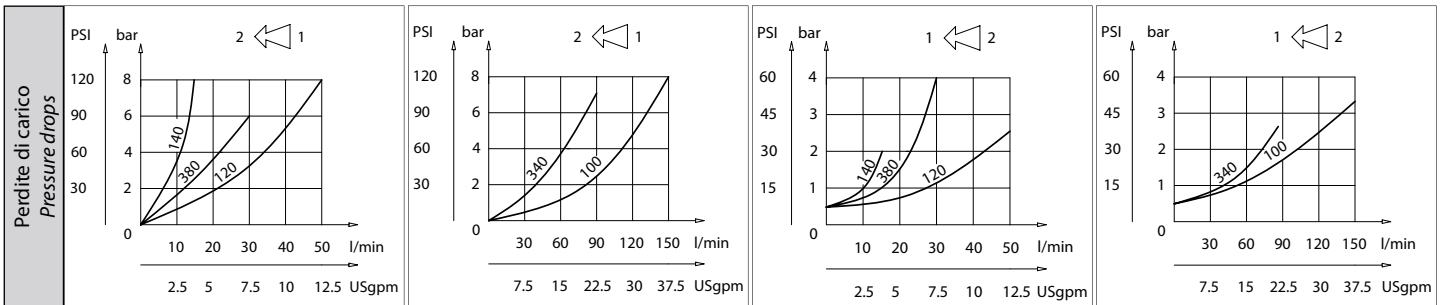 Perdite di carico
Pressure drops
PSI bar 2 1
120 8
90 6
60 4
30 2
0
140 380 120
10 20 30 40 50 l/min
2.5 5 7.5 10 12.5 USgpm
PSI bar 2 1
120 8
90 6
60 4
30 2
0
340 100
30 60 90 120 150 l/min
7.5 15 22.5 30 37.5 USgpm
PSI bar 1 2
60 4
45 3
30 2
15 1
0
140 380 120
10 20 30 40 50 l/min
2.5 5 7.5 10 12.5 USgpm
PSI bar 1 2
60 4
45 3
30 2
15 1
0
340 100
30 60 90 120 150 l/min
7.5 15 22.5 30 37.5 USgpm